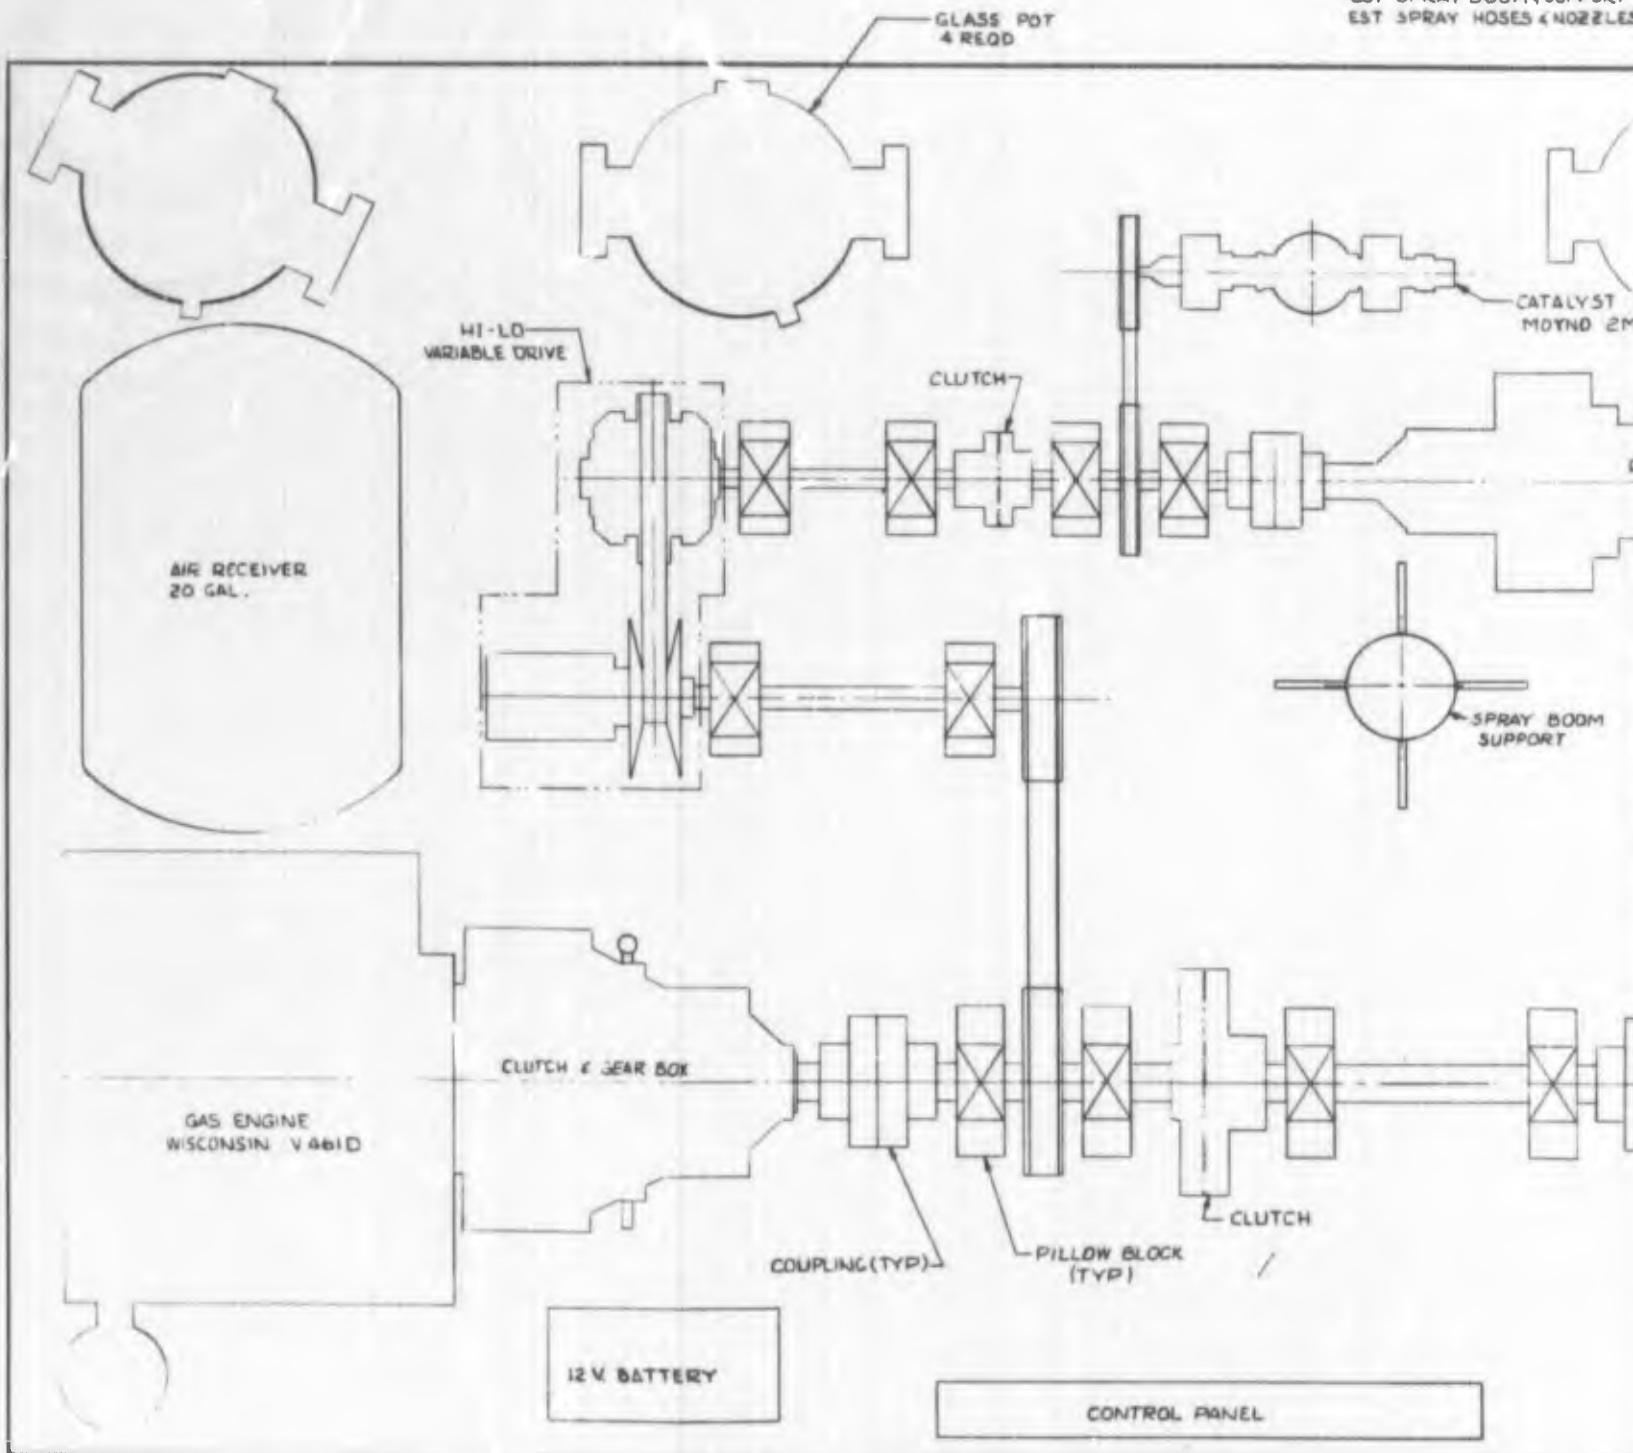 EST SPRAY HOSES & NOZZLES
GLASS POT
4 REQD
HI-LO
VARIABLE DRIVE
CLUTCH
CATALYST
MOYNO 2M
AIR RECEIVER
20 GAL.
SPRAY BOOM
SUPPORT
CLUTCH & GEAR BOX
GAS ENGINE
WISCONSIN V 461D
CLUTCH
COUPLING (TYP)
PILLOW BLOCK
(TYP)
12 V. BATTERY
CONTROL PANEL